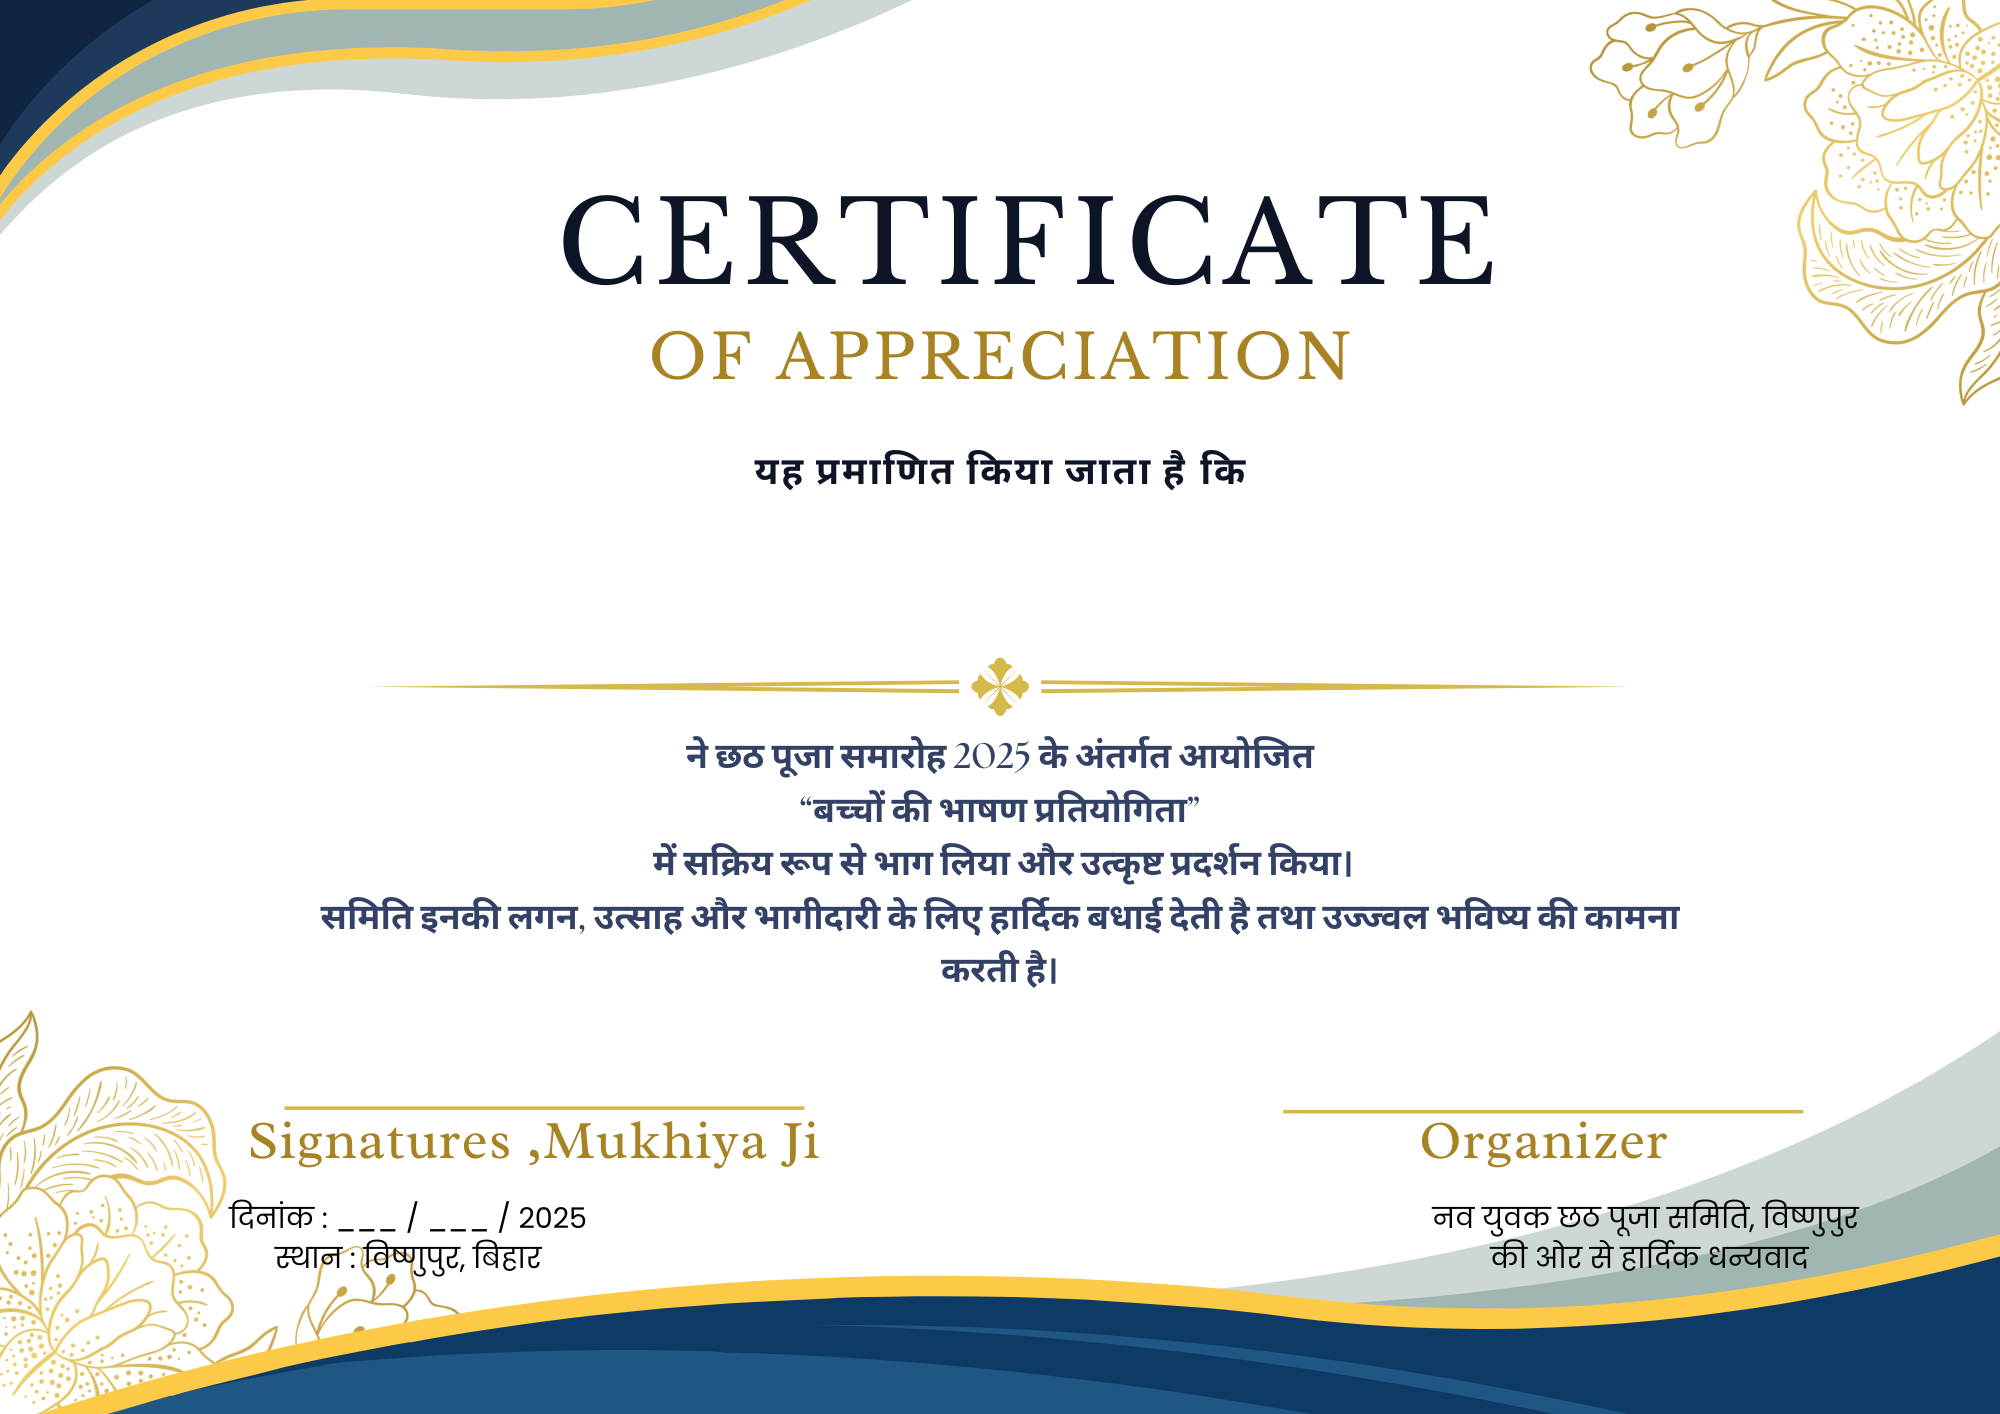 CERTIFICATE
OF APPRECIATION
यह प्रमाणित किया जाता है कि
ने छठ पूजा समारोह 2025 के अंतर्गत आयोजित
“बच्चों की भाषण प्रतियोगिता”
में सक्रिय रूप से भाग लिया और उत्कृष्ट प्रदर्शन किया।
समिति इनकी लगन, उत्साह और भागीदारी के लिए हार्दिक बधाई देती है तथा उज्ज्वल भविष्य की कामना
करती है।
Signatures ,Mukhiya Ji
दिनांक : ___ / ___ / 2025
स्थान : विष्णुपुर, बिहार
Organizer
नव युवक छठ पूजा समिति, विष्णुपुर
की ओर से हार्दिक धन्यवाद